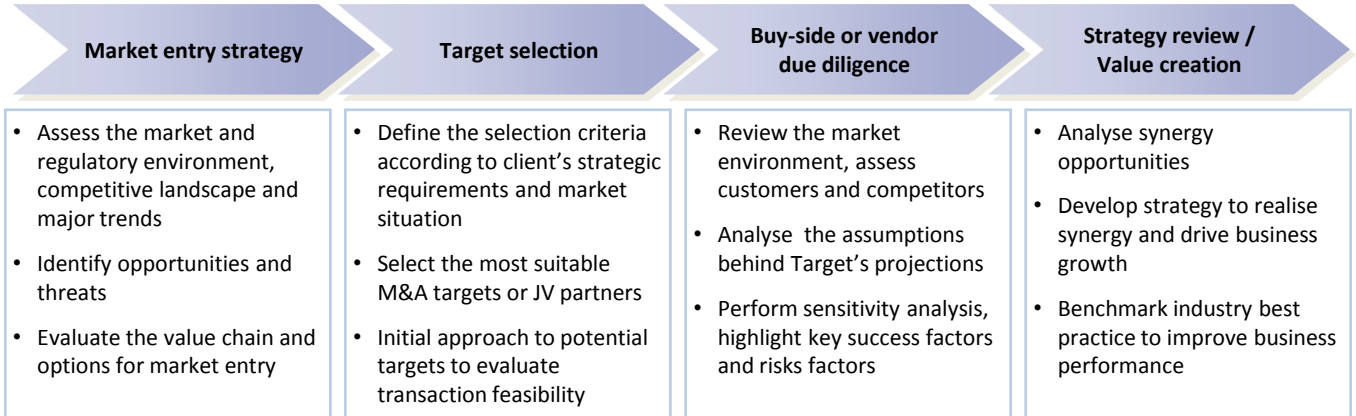 Market entry strategy
Target selection
Buy-side or vendor
due diligence
Strategy review /
Value creation
• Assess the market and
regulatory environment,
competitive landscape and
major trends
• Identify opportunities and
threats
• Evaluate the value chain and
options for market entry
• Define the selection criteria
according to client's strategic
requirements and market
situation
• Select the most suitable
M&A targets or JV partners
• Initial approach to potential
targets to evaluate
transaction feasibility
• Review the market
environment, assess
customers and competitors
• Analyse the assumptions
behind Target's projections
• Perform sensitivity analysis,
highlight key success factors
and risks factors
• Analyse synergy
opportunities
• Develop strategy to realise
synergy and drive business
growth
• Benchmark industry best
practice to improve business
performance